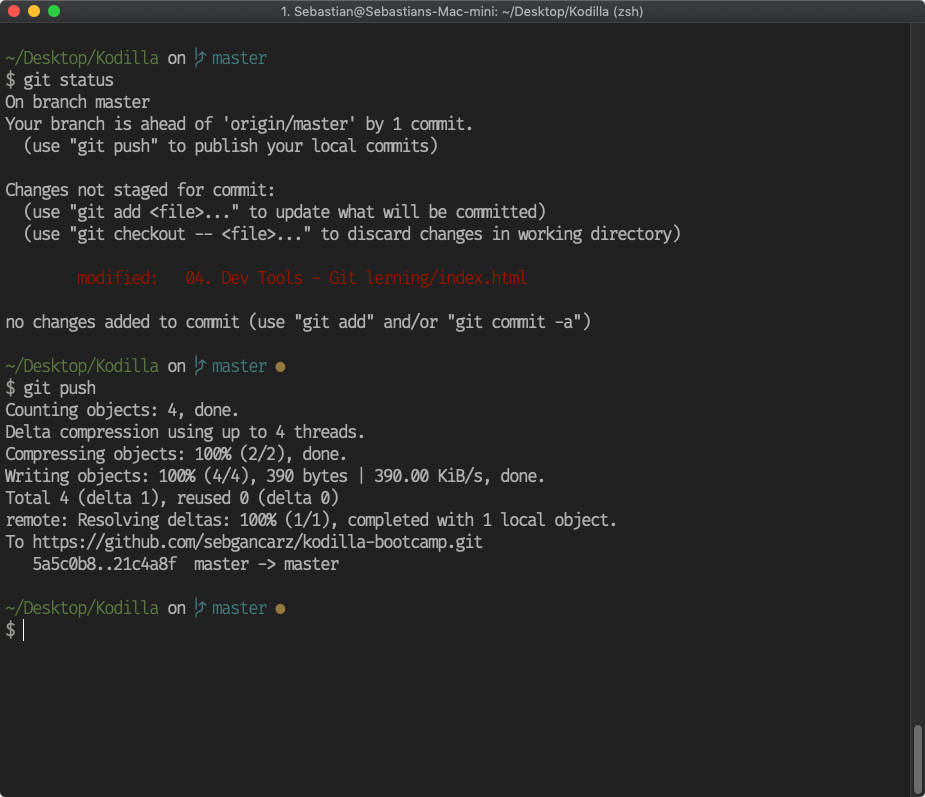 1. Sebastian@Sebastians-Mac-mini: ~/Desktop/Kodilla (zsh)
~/Desktop/Kodilla on master
$ git status
On branch master
Your branch is ahead of 'origin/master' by 1 commit.
(use "git push" to publish your local commits)
Changes not staged for commit:
(use "git add <file>..." to update what will be committed)
(use "git checkout -- <file>..." to discard changes in working directory)
modified: 04. Dev Tools - Git lerning/index.html
no changes added to commit (use "git add" and/or "git commit -a")
~/Desktop/Kodilla on master ●
$ git push
Counting objects: 4, done.
Delta compression using up to 4 threads.
Compressing objects: 100% (2/2), done.
Writing objects: 100% (4/4), 390 bytes | 390.00 KiB/s, done.
Total 4 (delta 1), reused 0 (delta 0)
remote: Resolving deltas: 100% (1/1), completed with 1 local object.
To https://github.com/sebgancarz/kodilla-bootcamp.git
5a5c0b8..21c4a8f master -> master
~/Desktop/Kodilla on master ●
$